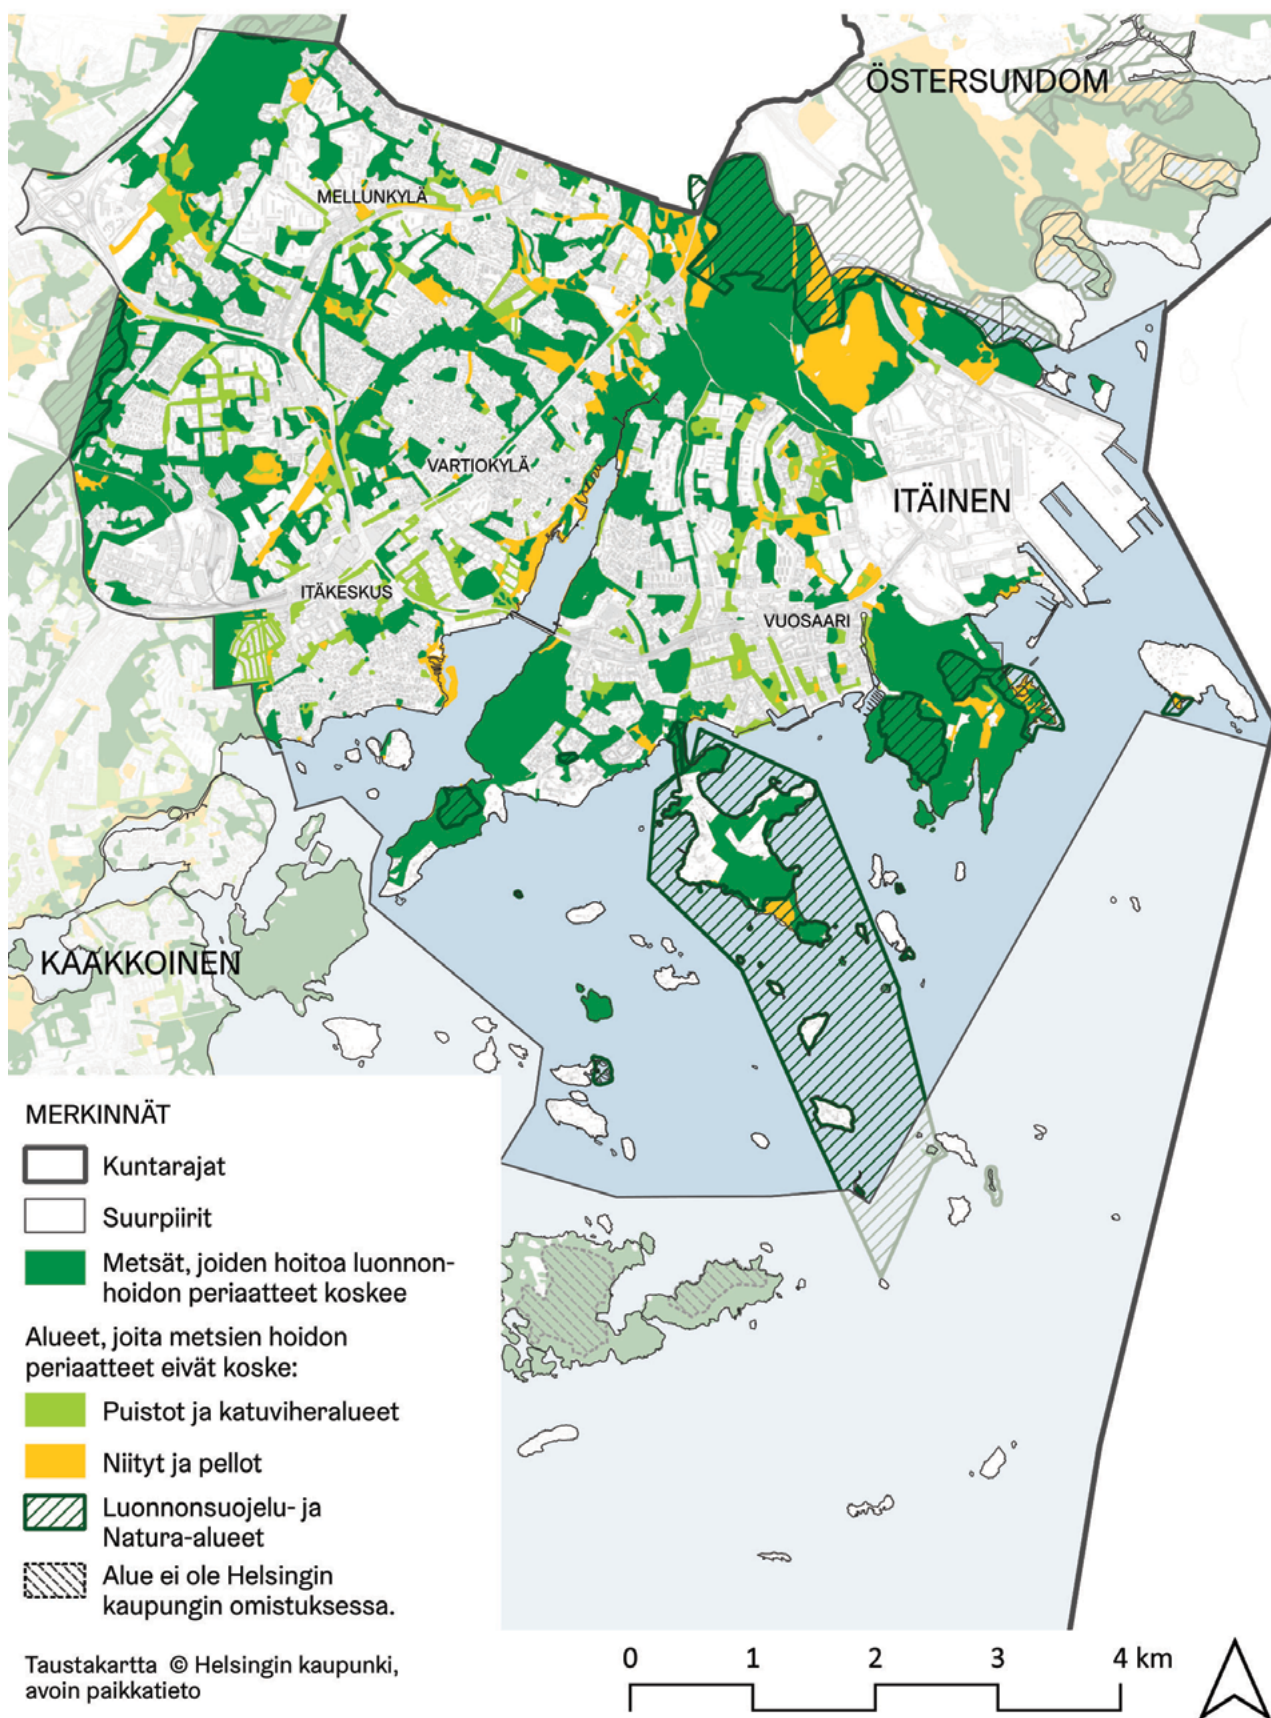 ÖSTERSUNDOM
MELLUNKYLÄ
VARTIOKYLÄ
ITÄINEN
ITÄKESKUS
VUOSAARI
KAAKKOINEN
MERKINNÄT
Kuntarajat
Suurpiirit
Metsät, joiden hoitoa luonnon-
hoidon periaatteet koskee
Alueet, joita metsien hoidon
periaatteet eivät koske:
Puistot ja katuviheralueet
Niityt ja pellot
Luonnonsuojelu- ja
Natura-alueet
Alue ei ole Helsingin
kaupungin omistuksessa.
Taustakartta © Helsingin kaupunki,
avoin paikkatieto
0 1 2 3 4 km